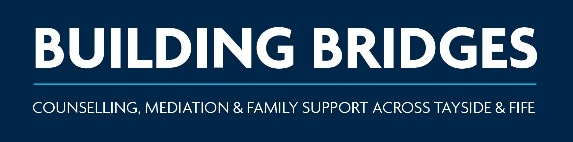 BUILDING BRIDGES
COUNSELLING, MEDIATION & FAMILY SUPPORT ACROSS TAYSIDE & FIFE